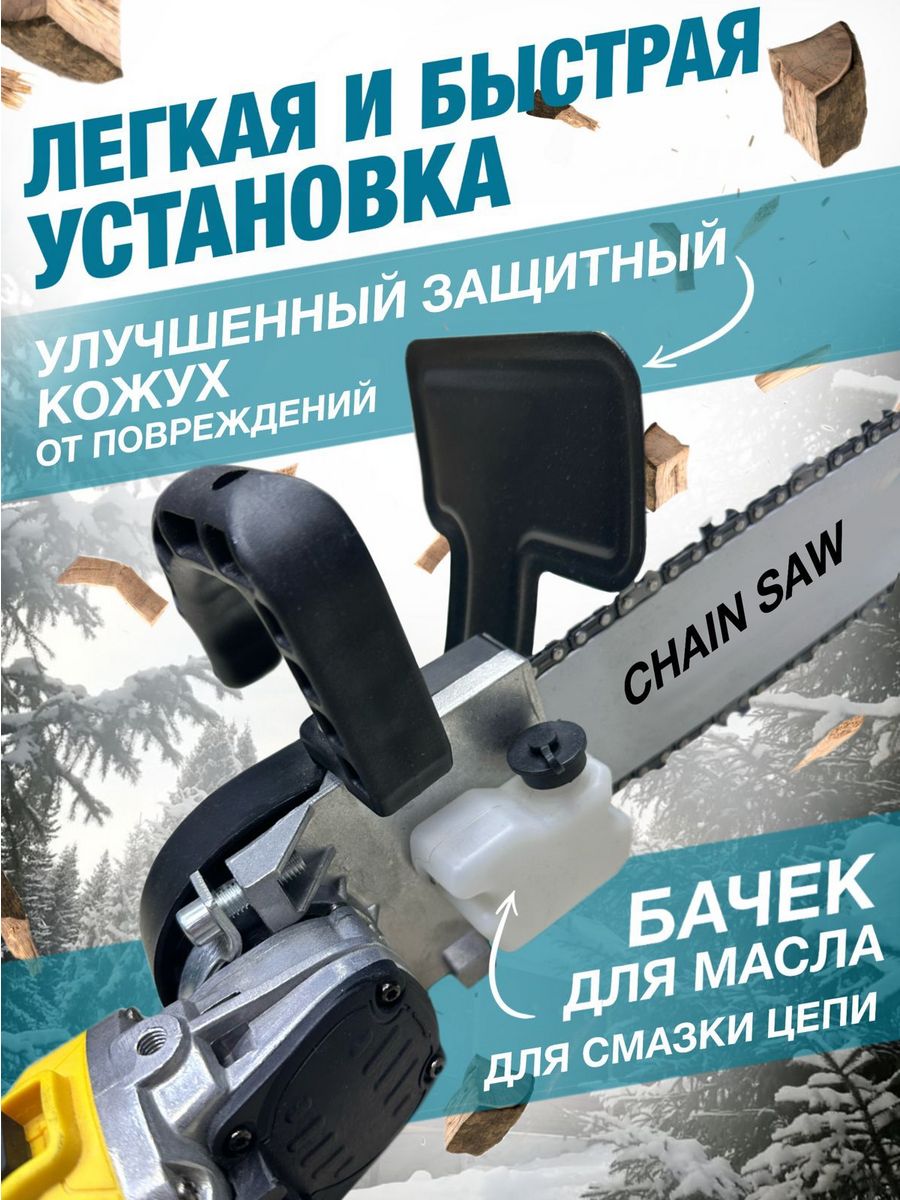 ЛЕГКАЯ И БЫСТРАЯ
УСТАНОВКА
УЛУЧШЕННЫЙ ЗАЩИТНЫЙ
КОЖУХ
ОТ ПОВРЕЖДЕНИЙ
CHAIN SAW
БАЧЕК
ДЛЯ МАСЛА
ДЛЯ СМАЗКИ ЦЕПИ